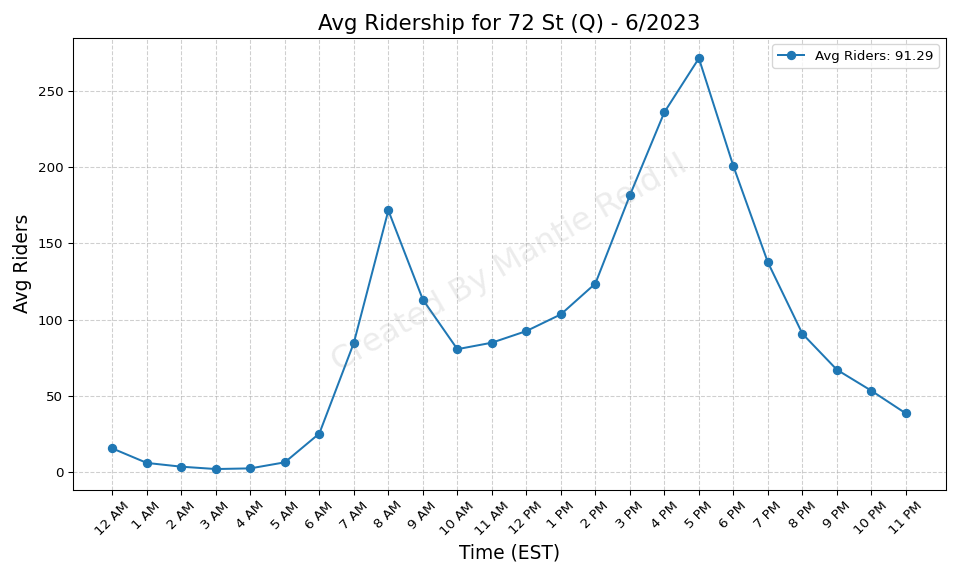 Avg Ridership for 72 St (Q) - 6/2023
Avg Riders: 91.29
Avg Riders
250
200
150
100
50
0
Created By Mantie Reid II
12 AM
1 AM
2 AM
3 AM
4 AM
5 AM
6 AM
7 AM
8 AM
9 AM
10 AM
11 AM
12 PM
1 PM
2 PM
3 PM
4 PM
5 PM
6 PM
7 PM
8 PM
9 PM
10 PM
11 PM
Time (EST)